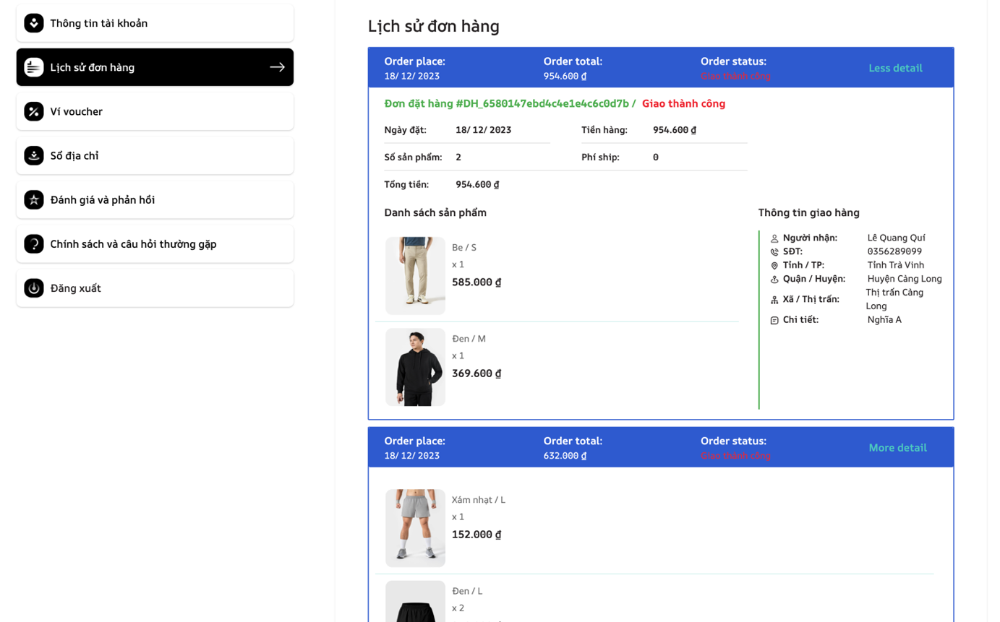 Thông tin tài khoản
Lịch sử đơn hàng
Ví voucher
Sổ địa chỉ
Đánh giá và phản hồi
Chính sách và câu hỏi thường gặp
Đăng xuất
Lịch sử đơn hàng
Order place: Order total: Order status:
18/ 12/ 2023 954.600 ₫ Giao thành công Less detail
Đơn đặt hàng #DH_6580147ebd4c4e1e4c6c0d7b / Giao thành công
Ngày đặt: 18/ 12/ 2023 Tiền hàng: 954.600 ₫
Số sản phẩm: 2 Phí ship: 0
Tổng tiền: 954.600 ₫
Danh sách sản phẩm
Be / S
x 1
585.000 ₫
Đen / M
x 1
369.600 ₫
Thông tin giao hàng
Người nhận: Lê Quang Quí
SĐT: 0356289099
Tỉnh / TP: Tỉnh Trà Vinh
Quận / Huyện: Huyện Càng Long
Xã / Thị trấn: Thị trấn Càng
Long
Chi tiết: Nghĩa A
Order place: Order total: Order status:
18/ 12/ 2023 632.000 ₫ Giao thành công More detail
Xám nhạt / L
x 1
152.000 ₫
Đen / L
x 2